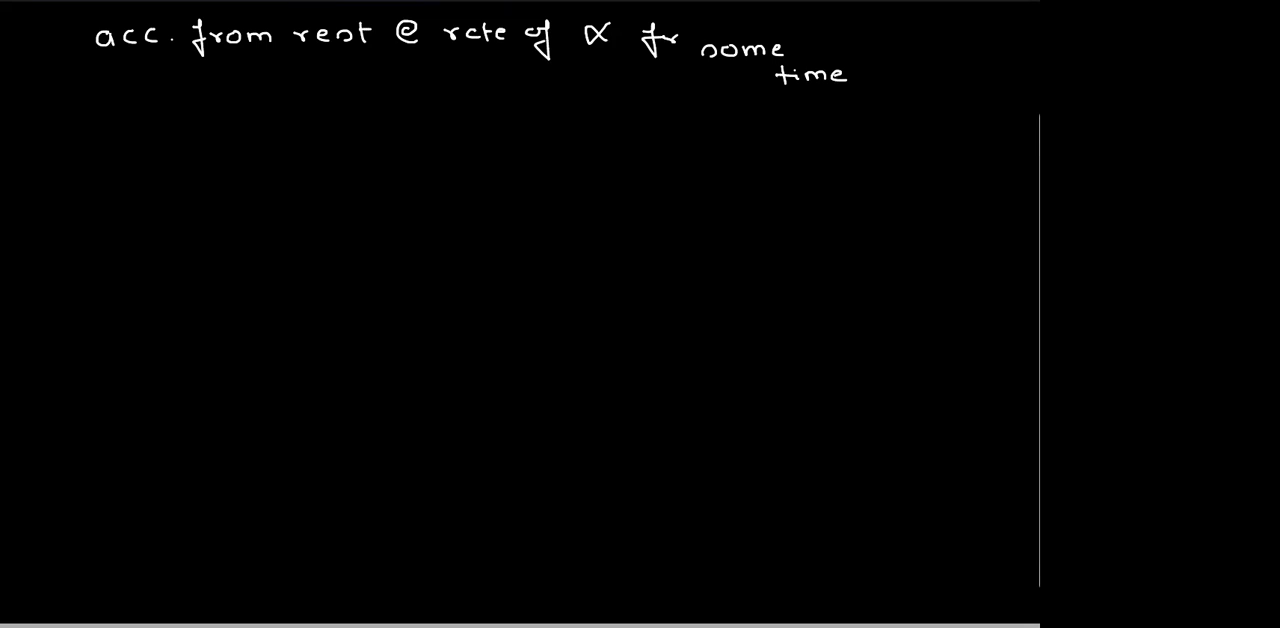 acc. from rest @ rate of α for some
time